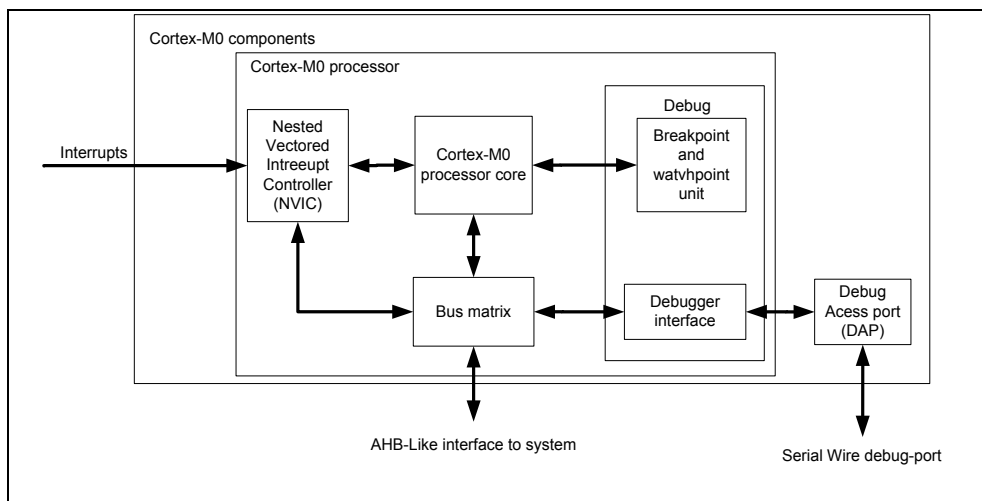 Cortex-M0 components
Cortex-M0 processor
Debug
Interrupts
Nested
Vectored
Intreeupt
Controller
(NVIC)
Cortex-M0
processor core
Breakpoint
and
watvhpoint
unit
Bus matrix
Debugger
interface
Debug
Acess port
(DAP)
AHB-Like interface to system
Serial Wire debug-port